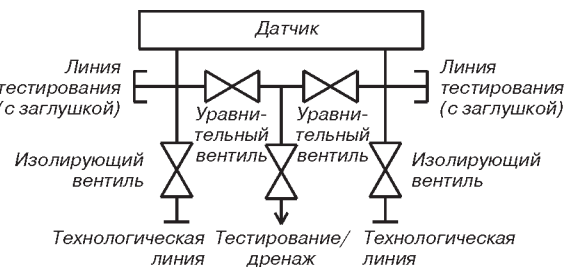 Датчик
Линия
тестирования
(с заглушкой)
Линия
тестирования
(с заглушкой)
Уравни-
тельный
вентиль
Уравни-
тельный
вентиль
Изолирующий
вентиль
Изолирующий
вентиль
Технологическая
линия
Тестирование/
дренаж
Технологическая
линия